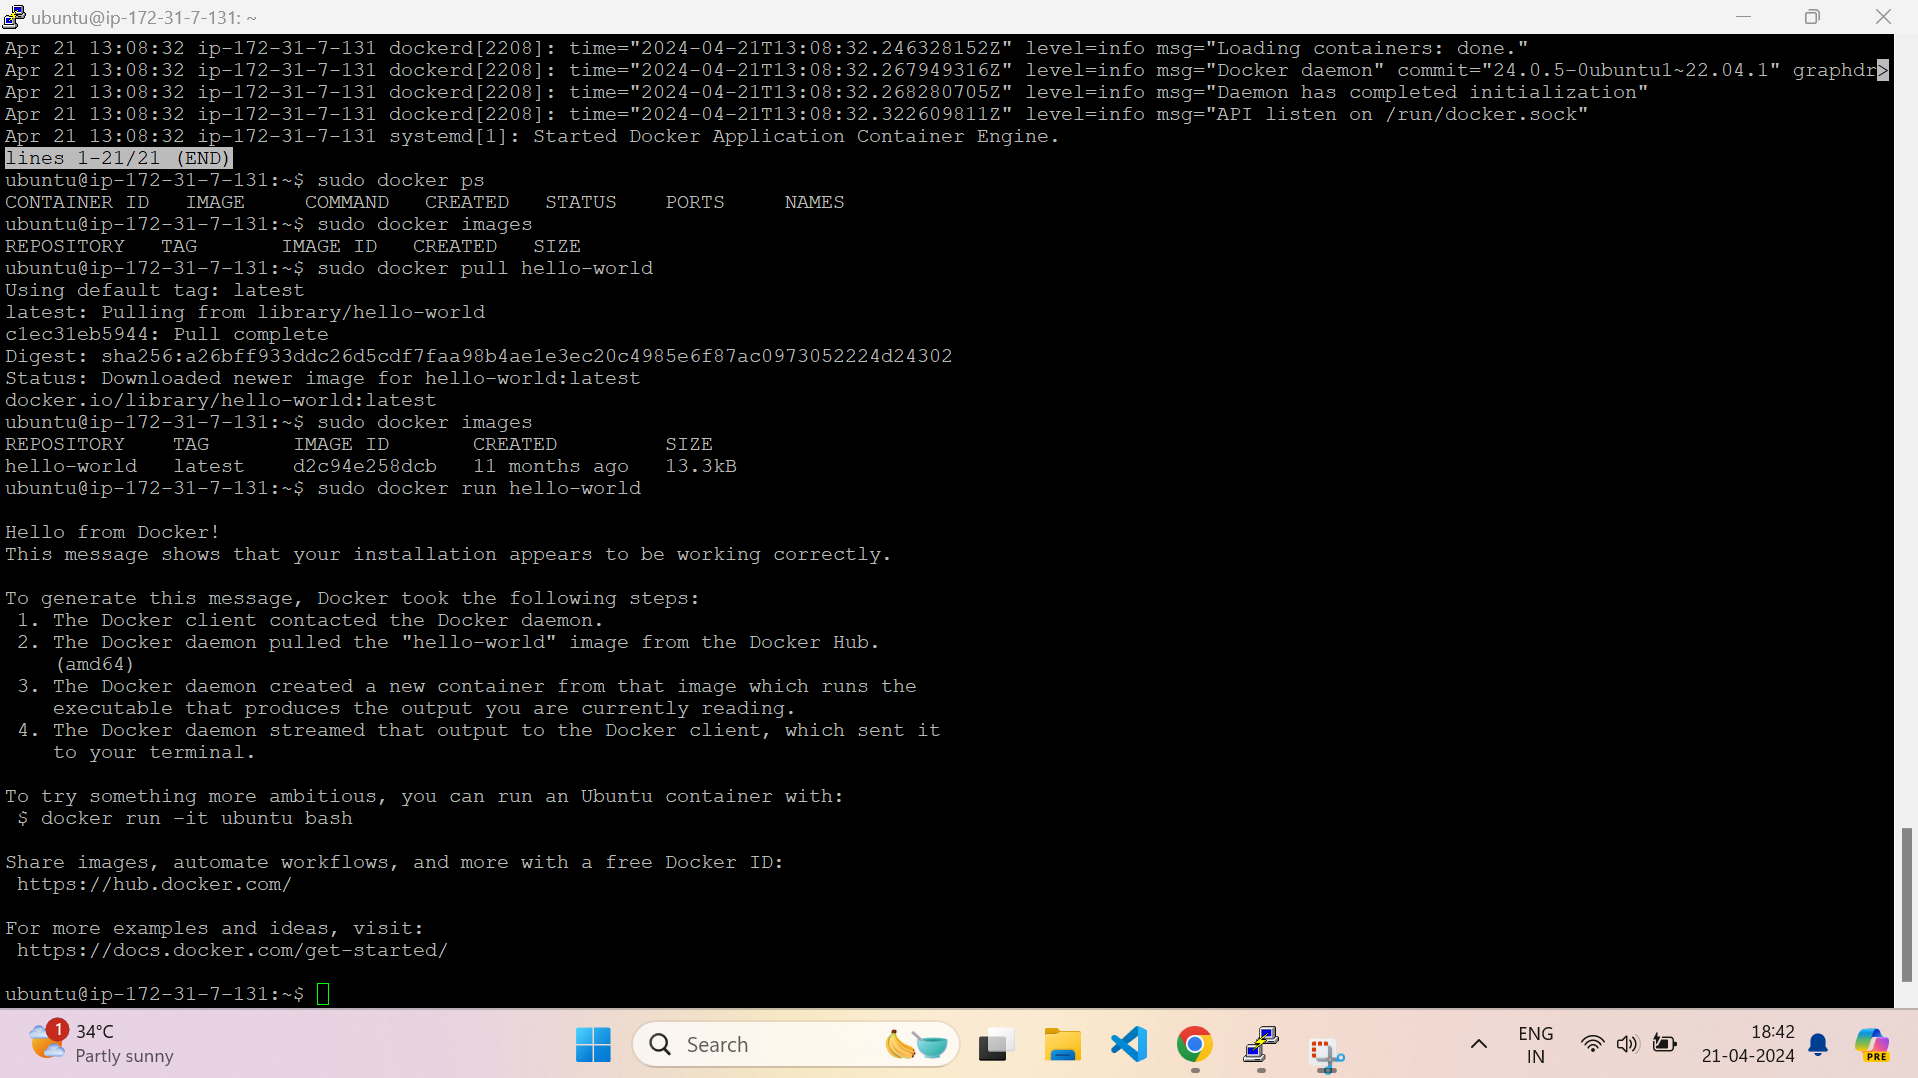 ubuntu@ip-172-31-7-131: ~
Apr 21 13:08:32 ip-172-31-7-131 dockerd[2208]: time="2024-04-21T13:08:32.246328152Z" level=info msg="Loading containers: done."
Apr 21 13:08:32 ip-172-31-7-131 dockerd[2208]: time="2024-04-21T13:08:32.267949316Z" level=info msg="Docker daemon" commit="24.0.5-0ubuntu1~22.04.1" graphdr>
Apr 21 13:08:32 ip-172-31-7-131 dockerd[2208]: time="2024-04-21T13:08:32.268280705Z" level=info msg="Daemon has completed initialization"
Apr 21 13:08:32 ip-172-31-7-131 dockerd[2208]: time="2024-04-21T13:08:32.322609811Z" level=info msg="API listen on /run/docker.sock"
Apr 21 13:08:32 ip-172-31-7-131 systemd[1]: Started Docker Application Container Engine.
lines 1-21/21 (END)
ubuntu@ip-172-31-7-131:~$ sudo docker ps
CONTAINER ID   IMAGE     COMMAND   CREATED   STATUS    PORTS     NAMES
ubuntu@ip-172-31-7-131:~$ sudo docker images
REPOSITORY   TAG       IMAGE ID   CREATED   SIZE
ubuntu@ip-172-31-7-131:~$ sudo docker pull hello-world
Using default tag: latest
latest: Pulling from library/hello-world
c1ec31eb5944: Pull complete
Digest: sha256:a26bff933ddc26d5cdf7faa98b4ae1e3ec20c4985e6f87ac0973052224d24302
Status: Downloaded newer image for hello-world:latest
docker.io/library/hello-world:latest
ubuntu@ip-172-31-7-131:~$ sudo docker images
REPOSITORY    TAG       IMAGE ID       CREATED         SIZE
hello-world   latest    d2c94e258dcb   11 months ago   13.3kB
ubuntu@ip-172-31-7-131:~$ sudo docker run hello-world
Hello from Docker!
This message shows that your installation appears to be working correctly.
To generate this message, Docker took the following steps:
1. The Docker client contacted the Docker daemon.
2. The Docker daemon pulled the "hello-world" image from the Docker Hub.
(amd64)
3. The Docker daemon created a new container from that image which runs the
executable that produces the output you are currently reading.
4. The Docker daemon streamed that output to the Docker client, which sent it
to your terminal.
To try something more ambitious, you can run an Ubuntu container with:
$ docker run -it ubuntu bash
Share images, automate workflows, and more with a free Docker ID:
https://hub.docker.com/
For more examples and ideas, visit:
https://docs.docker.com/get-started/
ubuntu@ip-172-31-7-131:~$
1
34°C
Partly sunny
Search
ENG
IN
18:42
21-04-2024
PRE